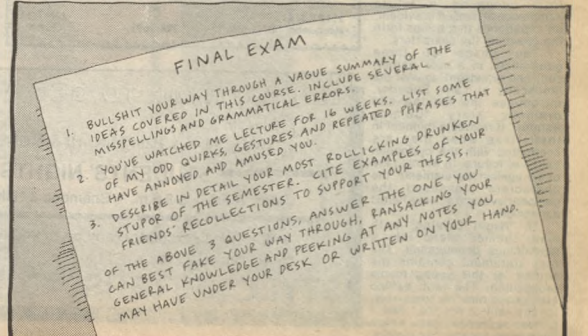 FINAL EXAM
1. BULLSHIT YOUR WAY THROUGH A VAGUE SUMMARY OF THE
IDEAS COVERED IN THIS COURSE. INCLUDE SEVERAL
MISSPELLINGS AND GRAMMATICAL ERRORS.
2. YOU'VE WATCHED ME LECTURE FOR 16 WEEKS. LIST SOME
OF MY ODD QUIRKS, GESTURES AND REPEATED PHRASES THAT
HAVE ANNOYED AND AMUSED YOU.
3. DESCRIBE IN DETAIL YOUR MOST ROLLICKING DRUNKEN
STUPOR OF THE SEMESTER. CITE EXAMPLES OF YOUR
FRIENDS' RECOLLECTIONS TO SUPPORT YOUR THESIS.
OF THE ABOVE 3 QUESTIONS, ANSWER THE ONE YOU
CAN BEST FAKE YOUR WAY THROUGH, RANSACKING YOUR
GENERAL KNOWLEDGE AND PEEKING AT ANY NOTES YOU
MAY HAVE UNDER YOUR DESK OR WRITTEN ON YOUR HAND.